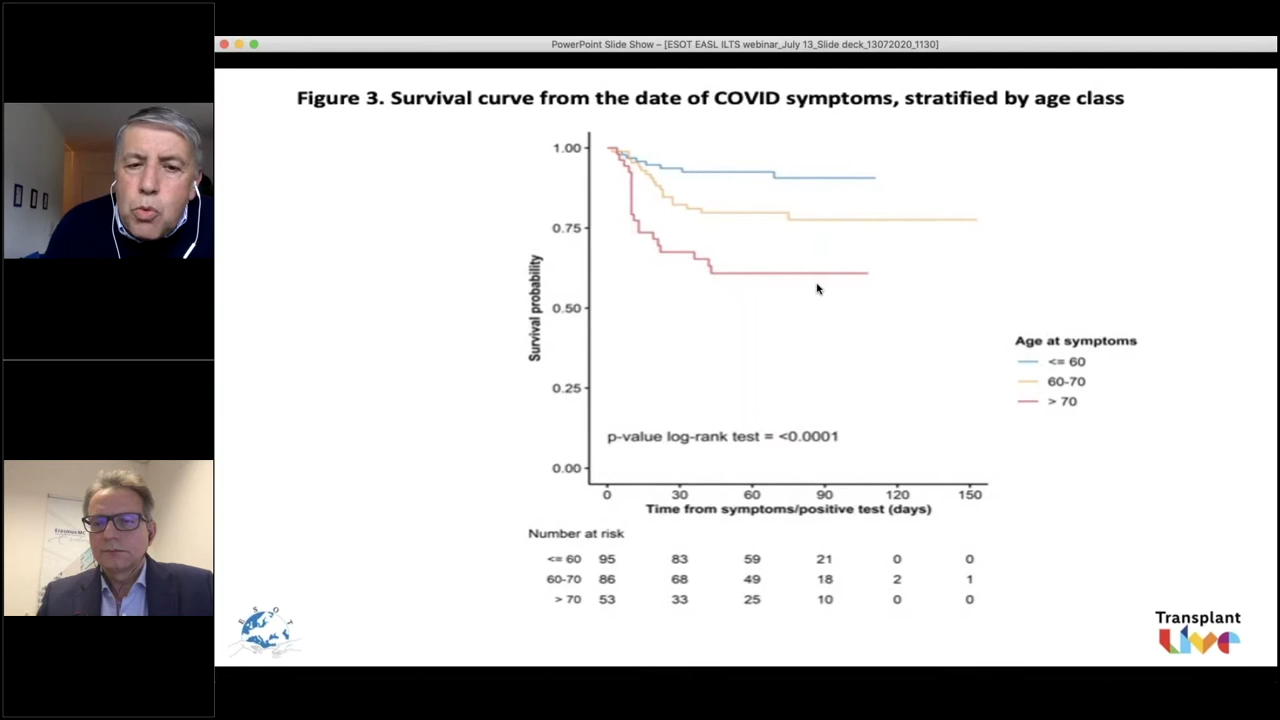 PowerPoint Slide Show – [ESOT EASL ILTS webinar_July 13_Slide deck_13072020_1130]
Figure 3. Survival curve from the date of COVID symptoms, stratified by age class
Survival probability
1.00
0.75
0.50
0.25
0.00
p-value log-rank test = <0.0001
0 30 60 90 120 150
Time from symptoms/positive test (days)
Age at symptoms
<= 60
60-70
> 70
Number at risk
<= 60 95 83 59 21 0 0
60-70 86 68 49 18 2 1
> 70 53 33 25 10 0 0
Erasmus MC
E S O T
Transplant
Live